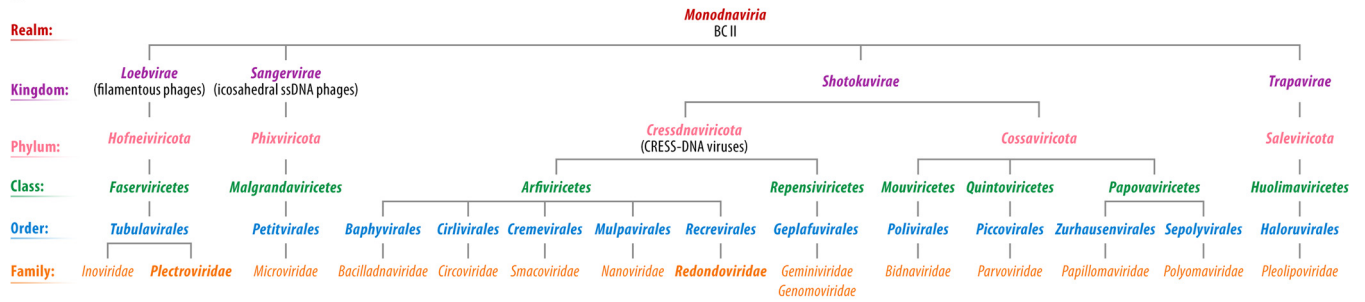 Monodnaviria
Realm: BC II
Loebvirae Sangervirae Shotokuvirae Trapavirae
Kingdom: (filamentous phages) (icosahedral ssDNA phages)
Cressdnaviricota
Phylum: Hofneiviricota Phixviricota (CRESS-DNA viruses) Cossaviricota Saleviricota
Class: Faserviricetes Malgrandaviricetes Arfiviricetes Repensiviricetes Mouviricetes Quintoviricetes Papovaviricetes Huolimaviricetes
Order: Tubulavirales Petitvirales Baphyvirales Cirlivirales Cremevirales Mulpavirales Recrevirales Geplafuvirales Polivirales Piccovirales Zurhausenvirales Sepolyvirales Haloruvirales
Family: Inoviridae Plectroviridae Microviridae Bacilladnaviridae Circoviridae Smacoviridae Nanoviridae Redondoviridae Geminiviridae Bidnaviridae Parvoviridae Papillomaviridae Polyomaviridae Pleolipoviridae
Genomoviridae